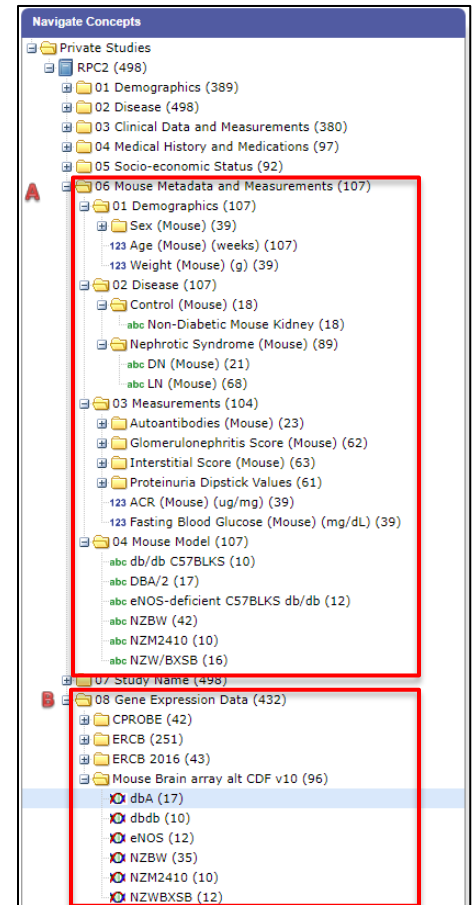 Navigate Concepts
Private Studies
RPC2 (498)
01 Demographics (389)
02 Disease (498)
03 Clinical Data and Measurements (380)
04 Medical History and Medications (97)
05 Socio-economic Status (92)
A
06 Mouse Metadata and Measurements (107)
01 Demographics (107)
Sex (Mouse) (39)
123 Age (Mouse) (weeks) (107)
123 Weight (Mouse) (g) (39)
02 Disease (107)
Control (Mouse) (18)
abc Non-Diabetic Mouse Kidney (18)
Nephrotic Syndrome (Mouse) (89)
abc DN (Mouse) (21)
abc LN (Mouse) (68)
03 Measurements (104)
Autoantibodies (Mouse) (23)
Glomerulonephritis Score (Mouse) (62)
Interstitial Score (Mouse) (63)
Proteinuria Dipstick Values (61)
123 ACR (Mouse) (ug/mg) (39)
123 Fasting Blood Glucose (Mouse) (mg/dL) (39)
04 Mouse Model (107)
abc db/db C57BLKS (10)
abc DBA/2 (17)
abc eNOS-deficient C57BLKS db/db (12)
abc NZBW (42)
abc NZM2410 (10)
abc NZW/BXSB (16)
07 Study Name (498)
B
08 Gene Expression Data (432)
CPROBE (42)
ERCB (251)
ERCB 2016 (43)
Mouse Brain array alt CDF v10 (96)
dbA (17)
dbdb (10)
eNOS (12)
NZBW (35)
NZM2410 (10)
NZWBXSB (12)